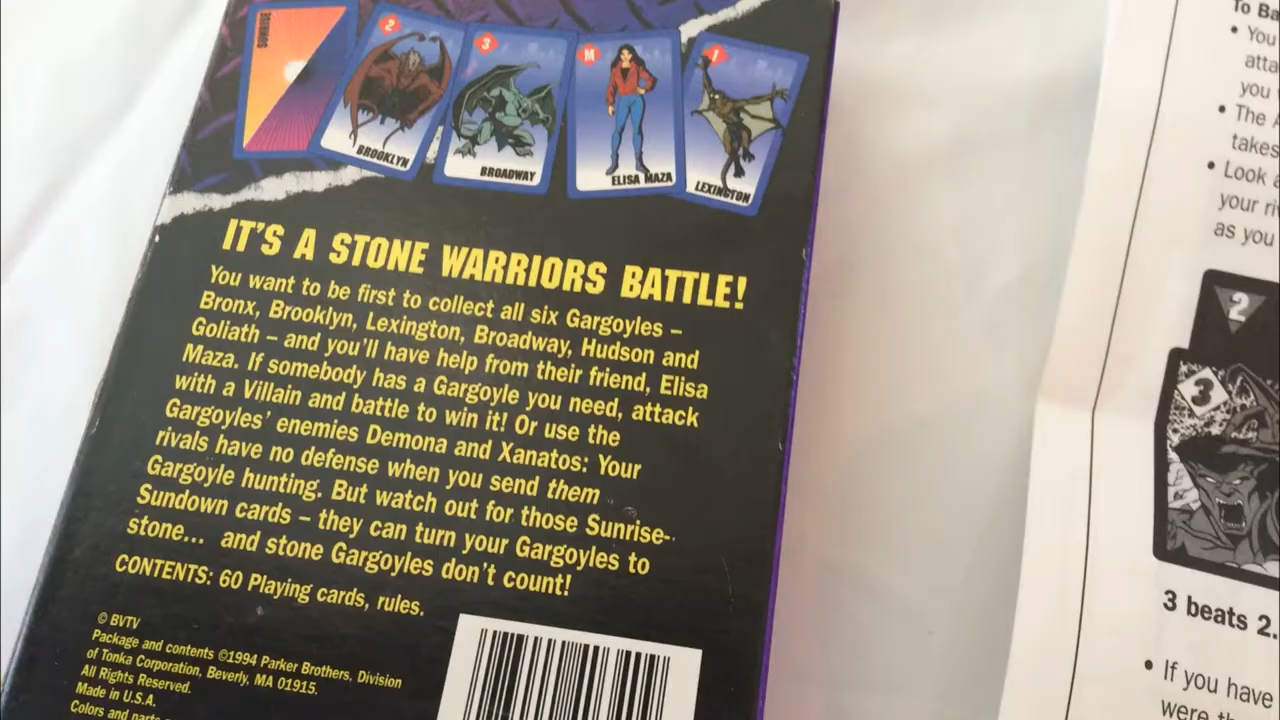 SUNRISE
2
BROOKLYN
3
BROADWAY
M
ELISA MAZA
1
LEXINGTON
IT'S A STONE WARRIORS BATTLE!
You want to be first to collect all six Gargoyles –
Bronx, Brooklyn, Lexington, Broadway, Hudson and
Goliath – and you'll have help from their friend, Elisa
Maza. If somebody has a Gargoyle you need, attack
with a Villain and battle to win it! Or use the
Gargoyles' enemies Demona and Xanatos: Your
rivals have no defense when you send them
Gargoyle hunting. But watch out for those Sunrise-
Sundown cards – they can turn your Gargoyles to
stone... and stone Gargoyles don't count!
CONTENTS: 60 Playing cards, rules.
© BVTV
Package and contents ©1994 Parker Brothers, Division
of Tonka Corporation, Beverly, MA 01915.
All Rights Reserved.
Made in U.S.A.
Colors and parts
To Ba
• You
atta
you
• The A
takes
• Look
your ri
as you
2
3
3 beats 2.
• If you have
were th